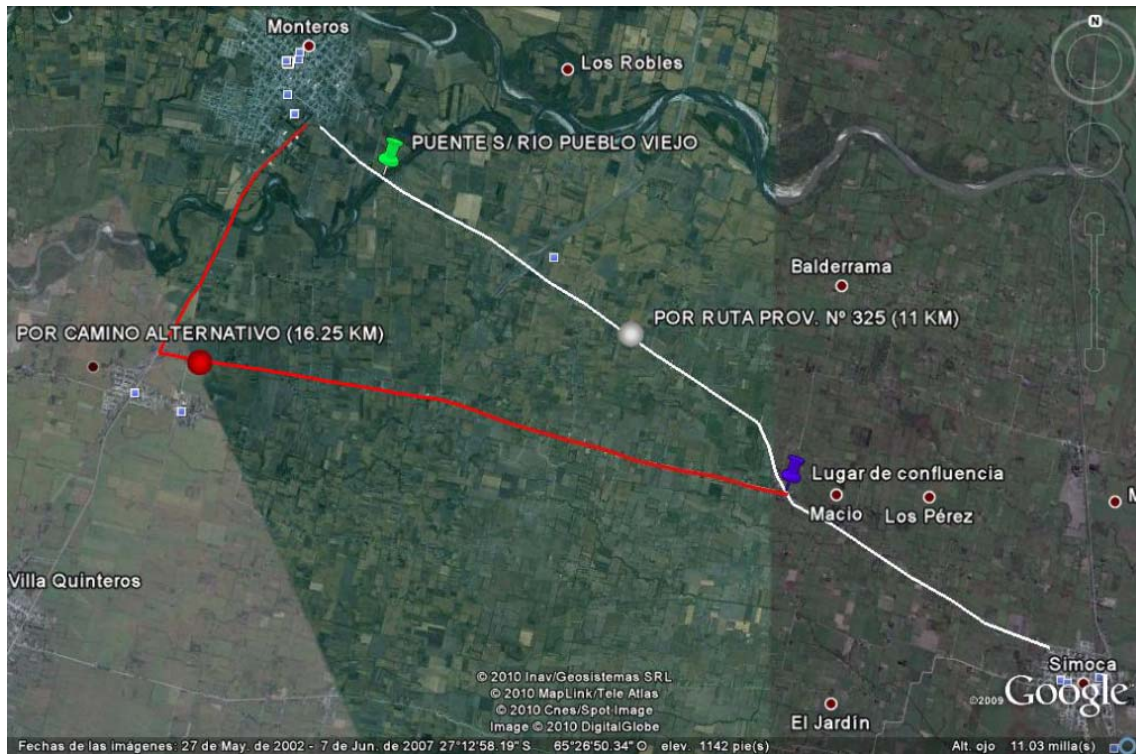 N
Monteros
Los Robles
PUENTE S/ RIO PUEBLO VIEJO
Balderrama
POR RUTA PROV. Nº 325 (11 KM)
POR CAMINO ALTERNATIVO (16.25 KM)
Lugar de confluencia
Macio
Los Pérez
M
Villa Quinteros
Simoca
El Jardín
© 2010 Inav/Geosistemas SRL
© 2010 MapLink/Tele Atlas
© 2010 Cnes/Spot Image
Image © 2010 DigitalGlobe
©2009 Google
Fechas de las imágenes: 27 de May. de 2002 - 7 de Jun. de 2007 27°12'58.19" S 65°26'50.34" O elev. 1142 pie(s) Alt. ojo 11.03 milla(s)